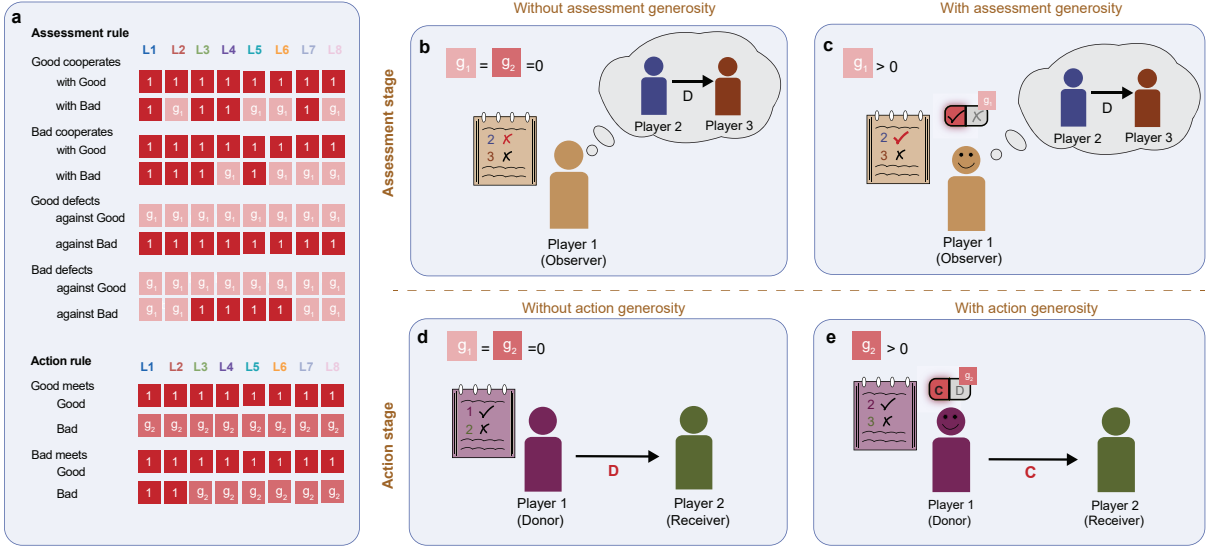 a
Assessment rule
L1 L2 L3 L4 L5 L6 L7 L8
Good cooperates
with Good 1 1 1 1 1 1 1 1
with Bad 1 g1 1 1 g1 g1 1 g1
Bad cooperates
with Good 1 1 1 1 1 1 1 1
with Bad 1 1 1 g1 1 g1 g1 g1
Good defects
against Good g1 g1 g1 g1 g1 g1 g1 g1
against Bad 1 1 1 1 1 1 1 1
Bad defects
against Good g1 g1 g1 g1 g1 g1 g1 g1
against Bad g1 g1 1 1 1 1 g1 g1
Action rule
L1 L2 L3 L4 L5 L6 L7 L8
Good meets
Good 1 1 1 1 1 1 1 1
Bad g2 g2 g2 g2 g2 g2 g2 g2
Bad meets
Good 1 1 1 1 1 1 1 1
Bad 1 1 g2 g2 g2 g2 g2 g2
Without assessment generosity
With assessment generosity
Assessment stage
b
g1 = g2 =0
2 ✗
3 ✗
D
Player 2 Player 3
Player 1
(Observer)
c
g1 > 0
g1
✓ ✗
2 ✓
3 ✗
D
Player 2 Player 3
Player 1
(Observer)
Without action generosity
With action generosity
Action stage
d
g1 = g2 =0
1 ✓
2 ✗
D
Player 1
(Donor)
Player 2
(Receiver)
e
g2 > 0
g2
C D
2 ✓
3 ✗
C
Player 1
(Donor)
Player 2
(Receiver)